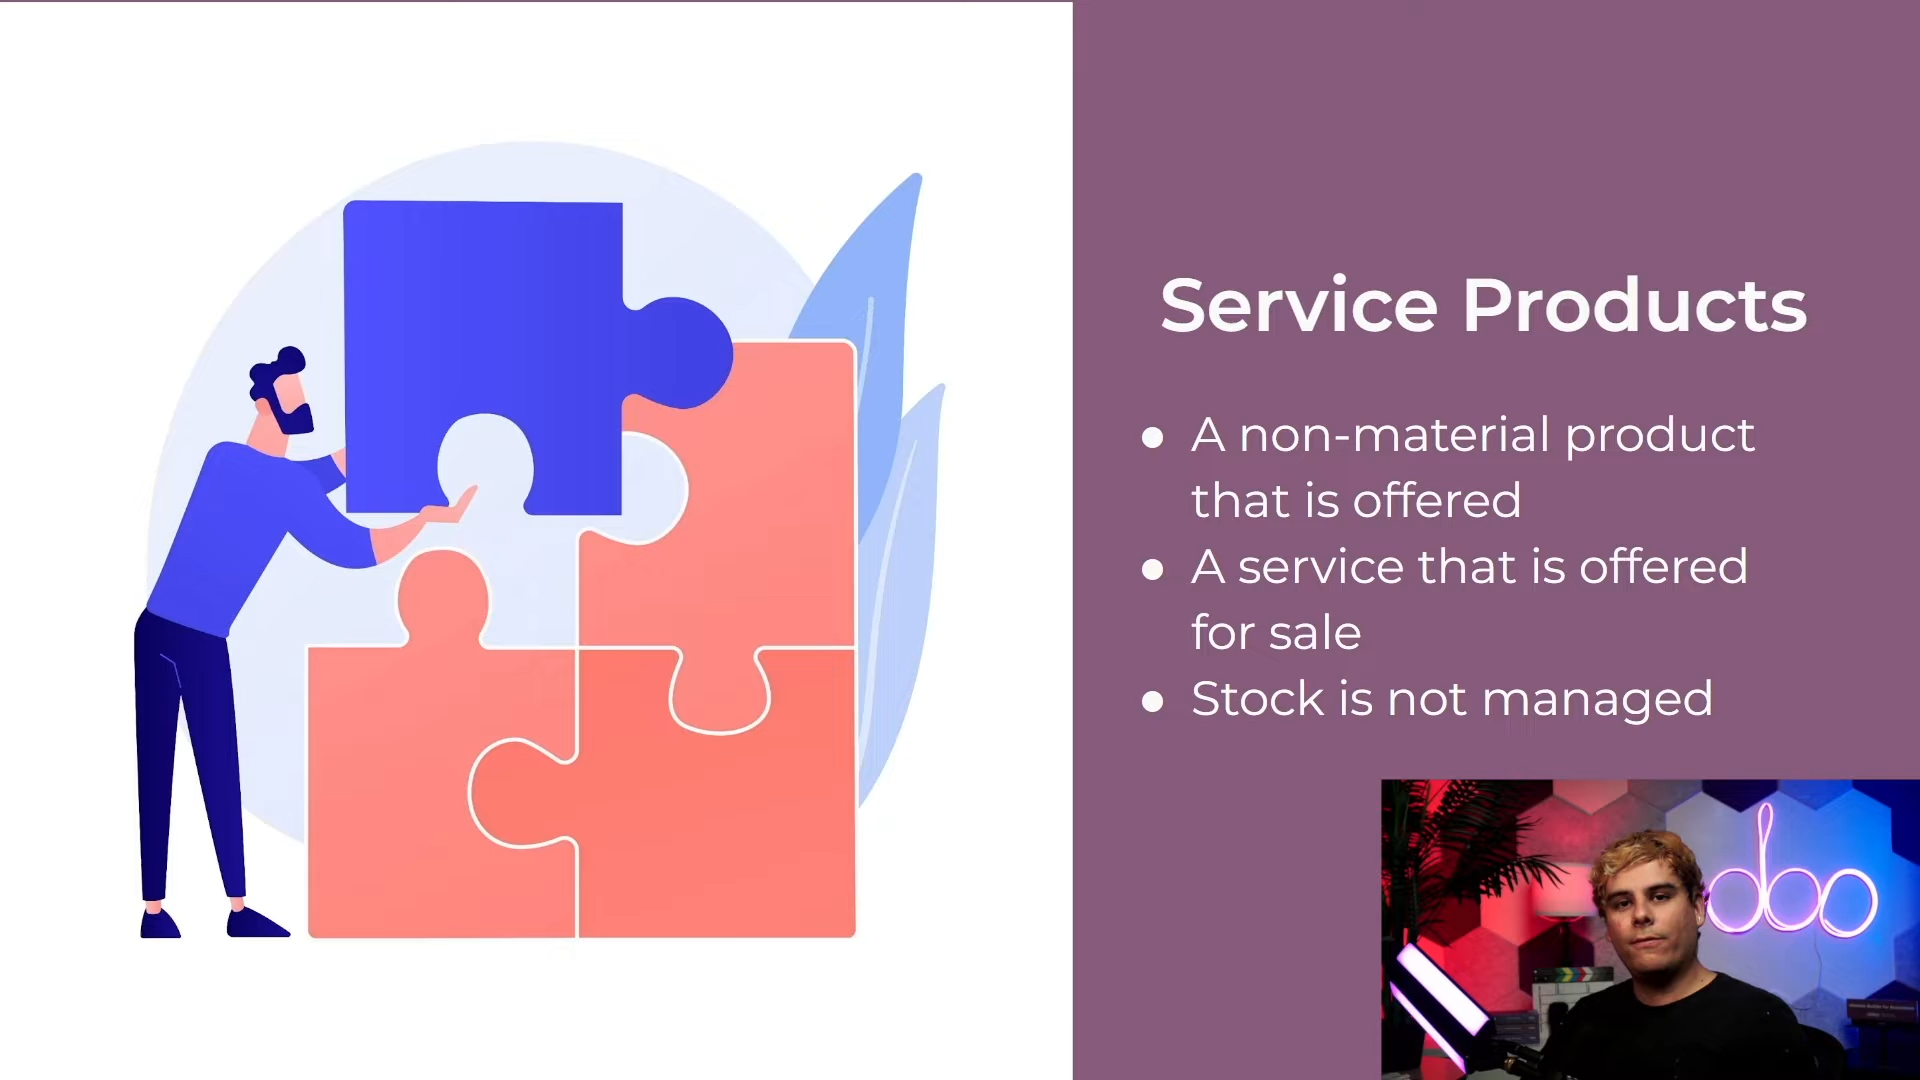 Service Products
● A non-material product
that is offered
● A service that is offered
for sale
● Stock is not managed